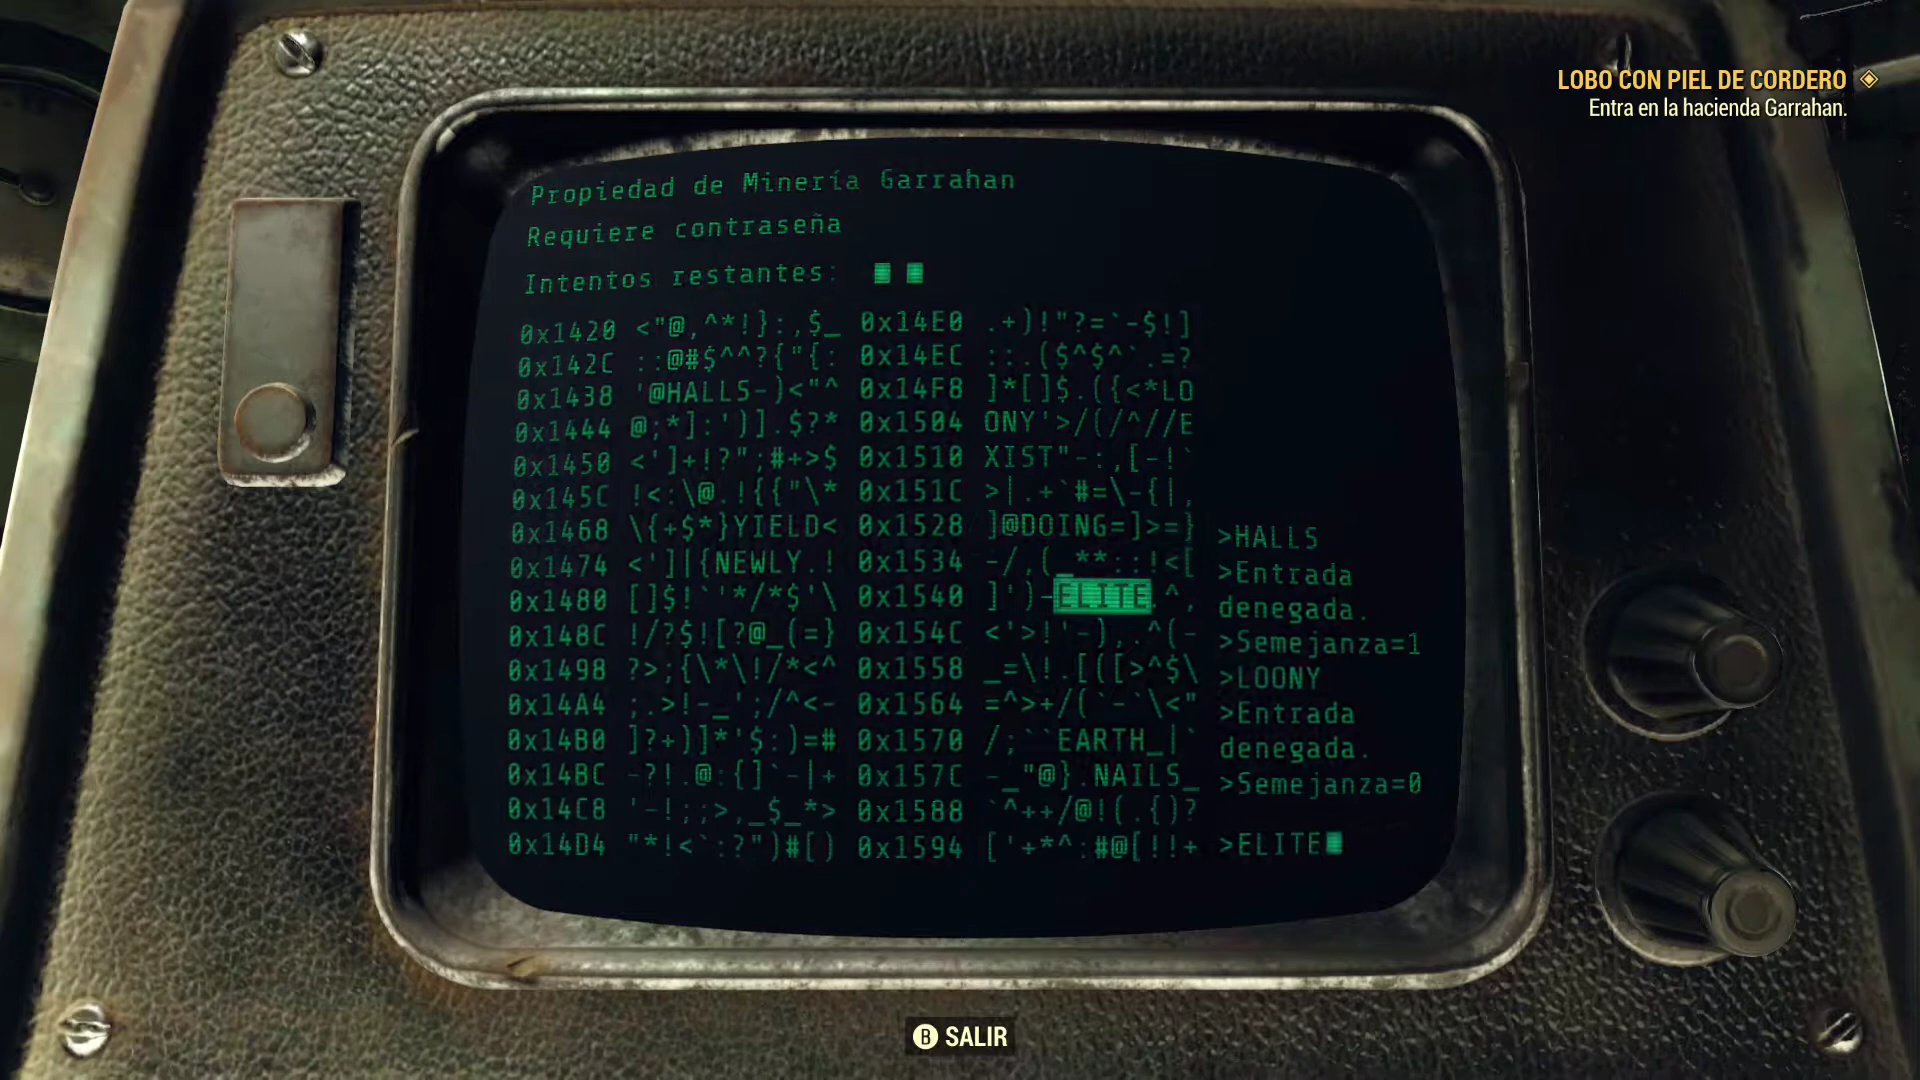 LOBO CON PIEL DE CORDERO
Entra en la hacienda Garrahan.
Propiedad de Minería Garrahan
Requiere contraseña
Intentos restantes: ■ ■
0x1420 <"@,^*!}:,$_ 0x14E0 .+)!"?=`-$!]
0x142C ::@#$^^?{"{: 0x14EC ::.($^$^`.=?
0x1438 '@HALLS-)<"^ 0x14F8 ]*[]$.({<*LO
0x1444 @;*]:')].$?* 0x1504 ONY'>/(/^//E
0x1450 <']+!?";#+>$ 0x1510 XIST"-:,[-!`
0x145C !<:\@.!{{"\* 0x151C >|.+`#=\-{|,
0x1468 \{+$*}YIELD< 0x1528 ]@DOING=]>=}
0x1474 <']|{NEWLY.! 0x1534 -/,(_**::!<[
0x1480 []$!`'*/*$'\ 0x1540 ]')-ELITE.^,
0x148C !/?$![?@_(=} 0x154C <'>!'-),.^(-
0x1498 ?>;{\*\!/*<^ 0x1558 _=\!.[([>^$\
0x14A4 ;.>!-_';/^<- 0x1564 =^>+/(`-`\<"
0x14B0 ]?+)]*'$:)=# 0x1570 /;``EARTH_|`
0x14BC -?!.@:{]`-|+ 0x157C -_"@}.NAILS_
0x14C8 '-!;;>,_$_*> 0x1588 `^++/@!(.{)?
0x14D4 "*!<`:?")#[) 0x1594 ['+*^:#@[!!+
>HALLS
>Entrada
denegada.
>Semejanza=1
>LOONY
>Entrada
denegada.
>Semejanza=0
>ELITE■
B SALIR